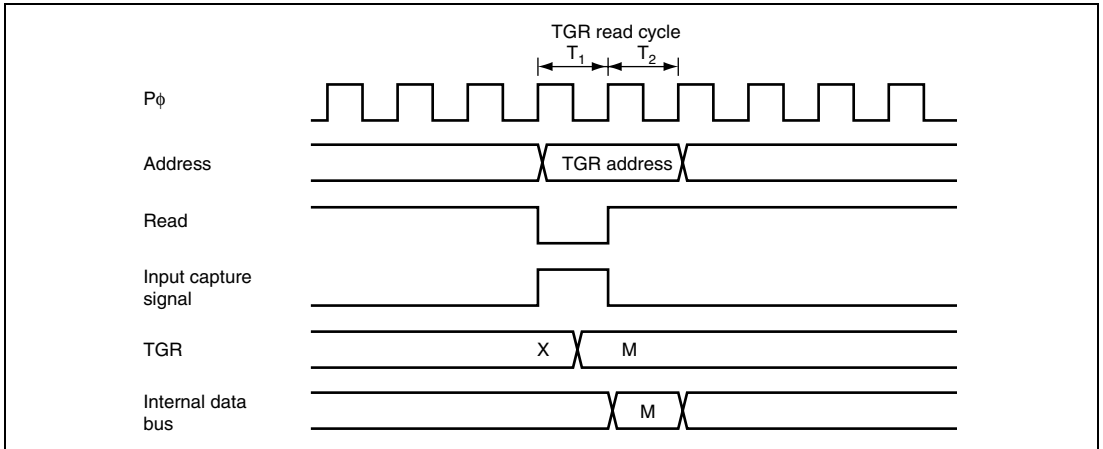 TGR read cycle
T1 T2
Pϕ
Address
TGR address
Read
Input capture
signal
TGR
X M
Internal data
bus
M